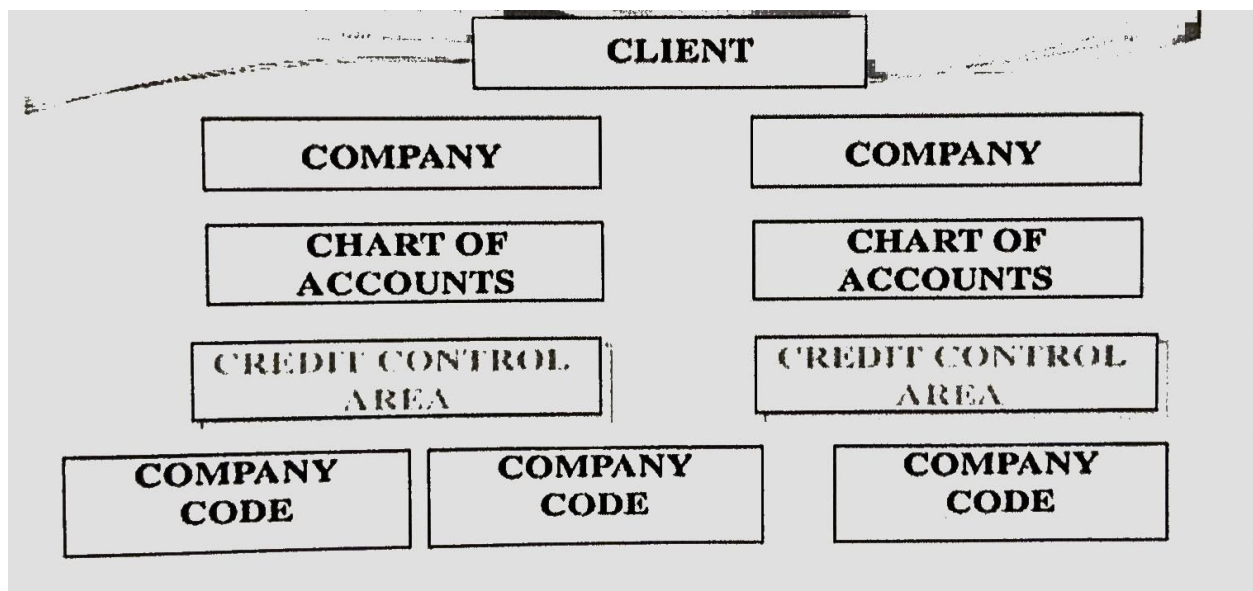 CLIENT
COMPANY
COMPANY
CHART OF
ACCOUNTS
CHART OF
ACCOUNTS
CREDIT CONTROL
AREA
CREDIT CONTROL
AREA
COMPANY
CODE
COMPANY
CODE
COMPANY
CODE